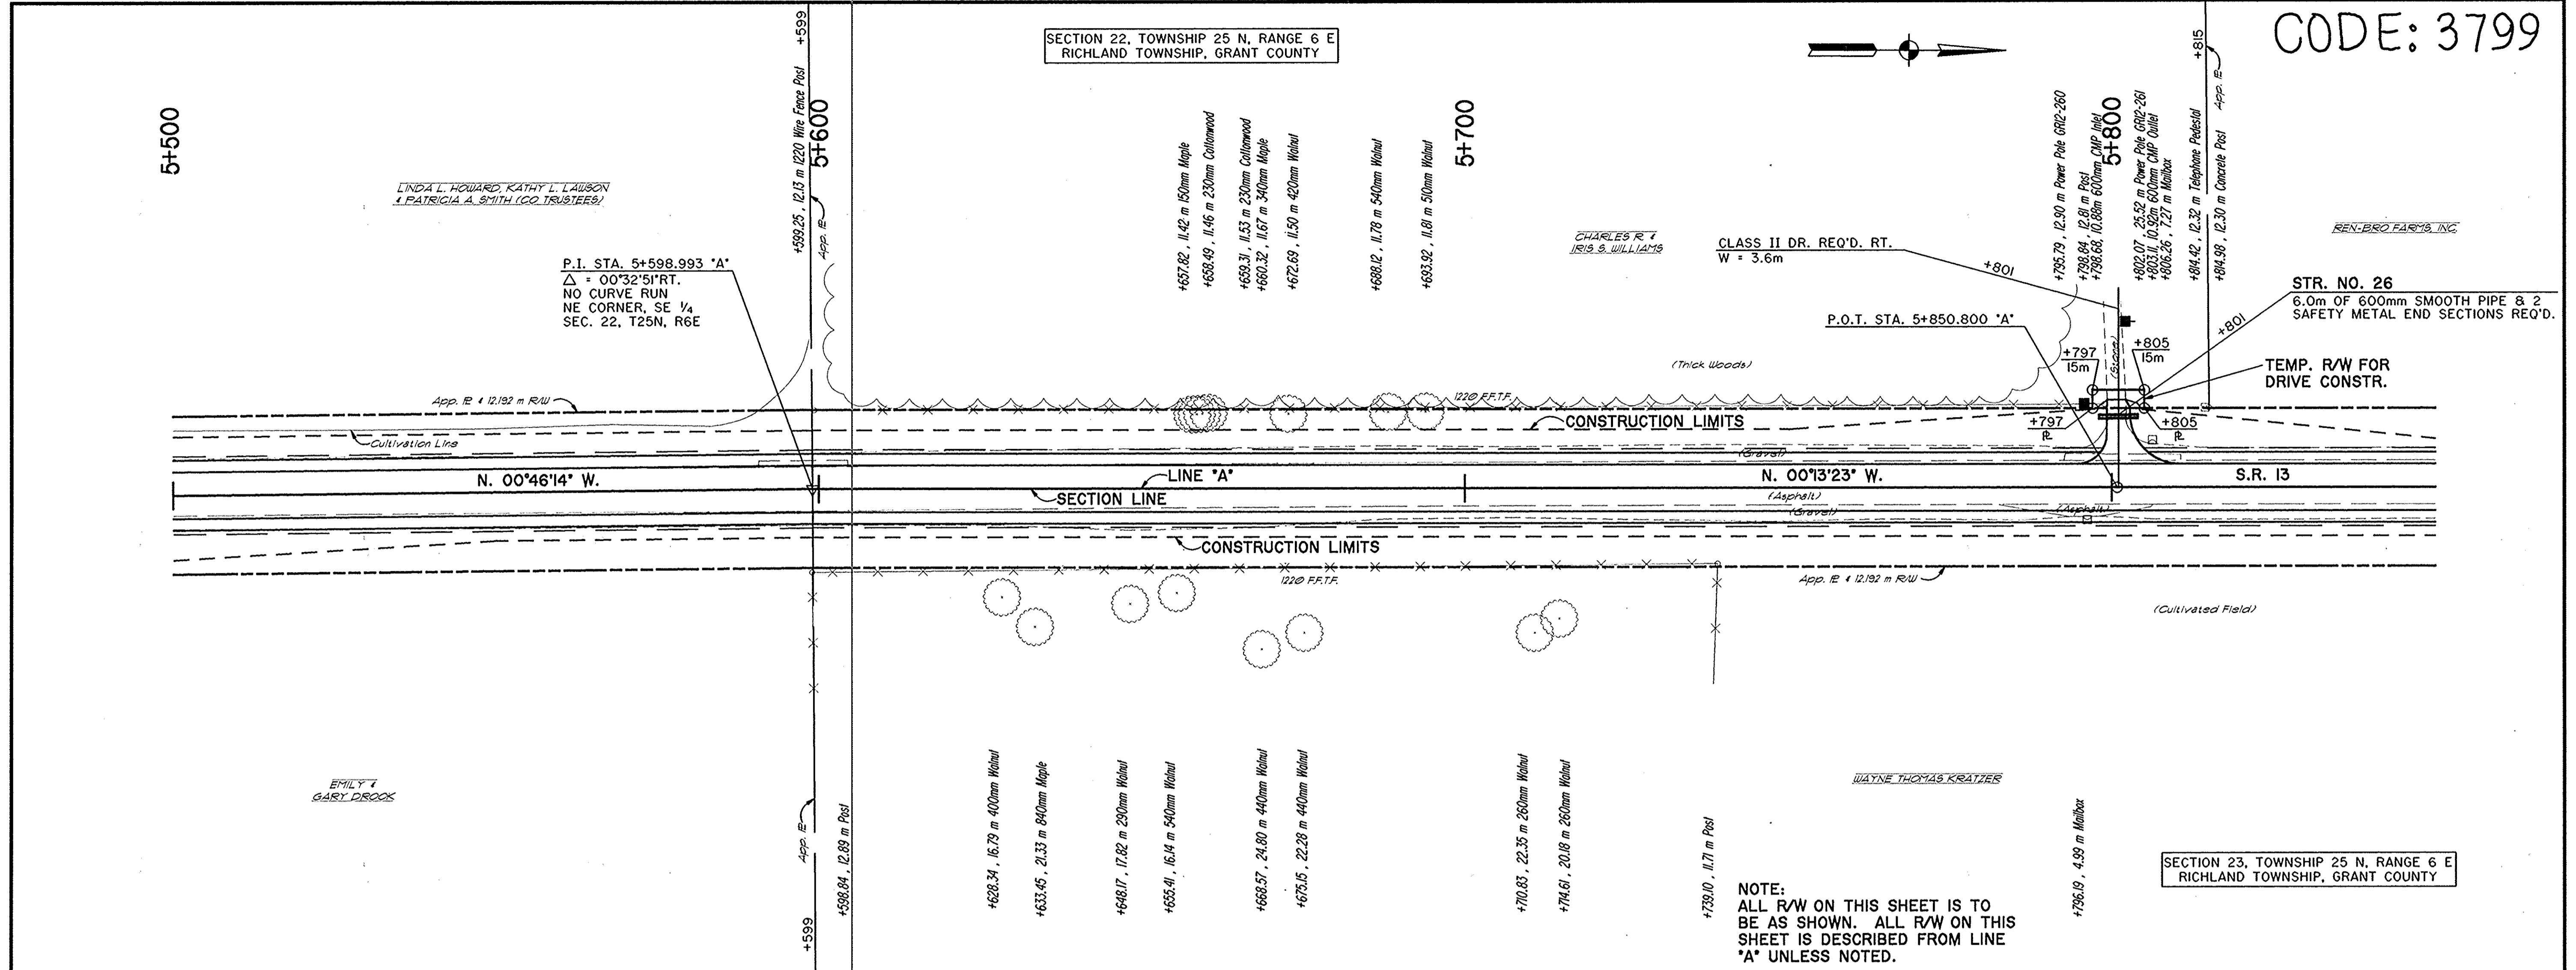 CODE: 3799
SECTION 22, TOWNSHIP 25 N, RANGE 6 E
RICHLAND TOWNSHIP, GRANT COUNTY
+599
+815
App. PL
5+500
5+600
5+700
5+800
+599.25 , 12.13 m 1220 Wire Fence Post
App. PL
+657.82 , 11.42 m 150mm Maple
+658.49 , 11.46 m 230mm Cottonwood
+659.31 , 11.53 m 230mm Cottonwood
+660.32 , 11.67 m 340mm Maple
+672.69 , 11.50 m 420mm Walnut
+688.12 , 11.78 m 540mm Walnut
+693.92 , 11.81 m 510mm Walnut
+795.79 , 12.90 m Power Pole GR12-260
+798.84 , 12.81 m Post
+798.68, 10.88m 600mm CMP Inlet
+802.07 , 25.52 m Power Pole GR12-261
+803.11, 10.92m 600mm CMP Outlet
+806.26 , 7.27 m Mailbox
+814.42 , 12.32 m Telephone Pedestal
+814.98 , 12.30 m Concrete Post
LINDA L. HOWARD, KATHY L. LAWSON
& PATRICIA A. SMITH (CO. TRUSTEES)
CHARLES R. &
IRIS S. WILLIAMS
REN-BRO FARMS, INC.
P.I. STA. 5+598.993 "A"
△ = 00°32'51"RT.
NO CURVE RUN
NE CORNER, SE 1/4
SEC. 22, T25N, R6E
CLASS II DR. REQ'D. RT.
W = 3.6m
+801
P.O.T. STA. 5+850.800 "A"
STR. NO. 26
6.0m OF 600mm SMOOTH PIPE & 2
SAFETY METAL END SECTIONS REQ'D.
+801
+797
15m
+805
15m
(Stone)
TEMP. R/W FOR
DRIVE CONSTR.
(Thick Woods)
App. PL & 12.192 m R/W
1220 F.F.T.F.
CONSTRUCTION LIMITS
+797
PL
+805
PL
Cultivation Line
(Gravel)
N. 00°46'14" W.
LINE "A"
N. 00°13'23" W.
S.R. 13
SECTION LINE
(Asphalt)
(Gravel)
(Asphalt)
CONSTRUCTION LIMITS
1220 F.F.T.F.
App. PL & 12.192 m R/W
(Cultivated Field)
EMILY &
GARY DROOK
WAYNE THOMAS KRATZER
App. PL
+599
+598.84 , 12.89 m Post
+628.34 , 16.79 m 400mm Walnut
+633.45 , 21.33 m 840mm Maple
+648.17 , 17.82 m 290mm Walnut
+655.41 , 16.14 m 540mm Walnut
+668.57 , 24.80 m 440mm Walnut
+675.15 , 22.28 m 440mm Walnut
+710.83 , 22.35 m 260mm Walnut
+714.61 , 20.18 m 260mm Walnut
+739.10 , 11.71 m Post
+796.19 , 4.99 m Mailbox
SECTION 23, TOWNSHIP 25 N, RANGE 6 E
RICHLAND TOWNSHIP, GRANT COUNTY
NOTE:
ALL R/W ON THIS SHEET IS TO
BE AS SHOWN. ALL R/W ON THIS
SHEET IS DESCRIBED FROM LINE
"A" UNLESS NOTED.